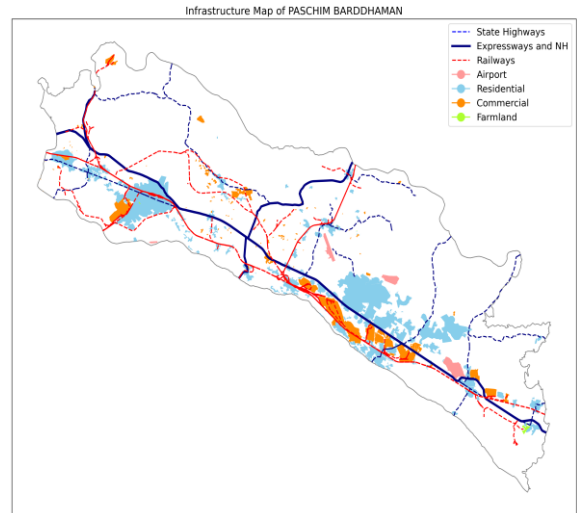 Infrastructure Map of PASCHIM BARDDHAMAN
State Highways
Expressways and NH
Railways
Airport
Residential
Commercial
Farmland